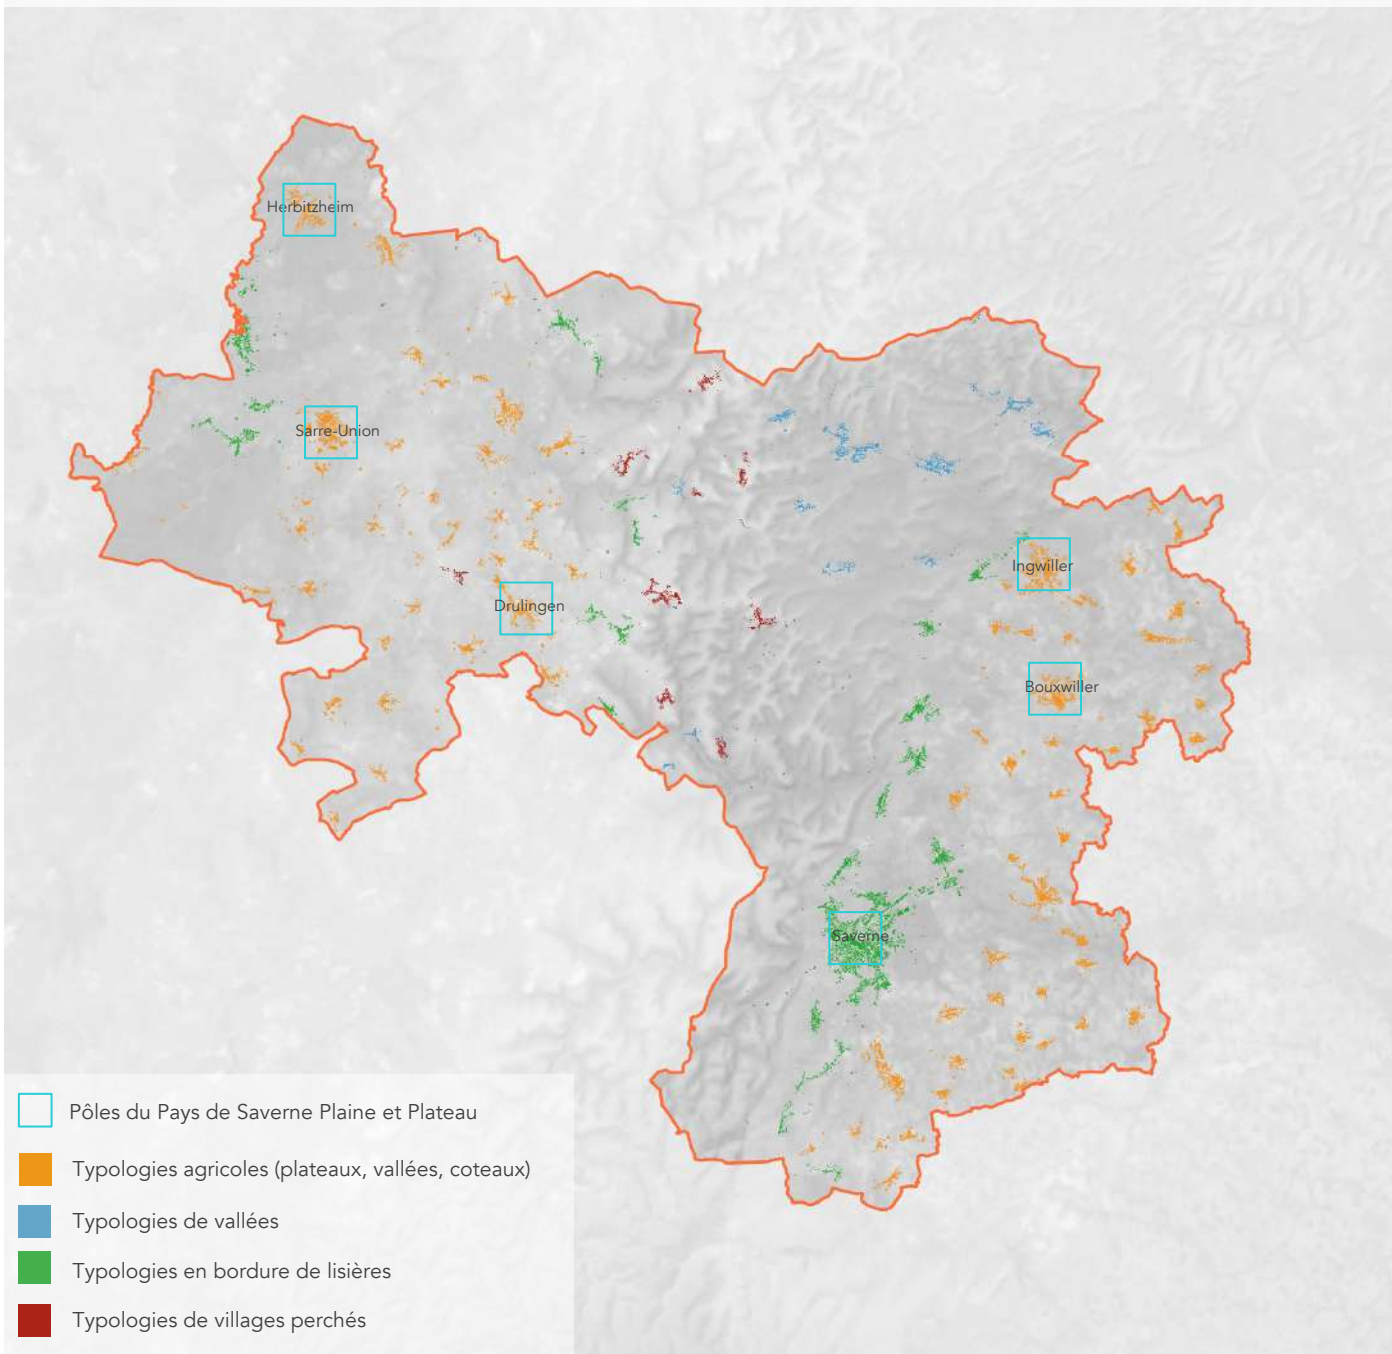 Herbitzheim
Sarre-Union
Ingwiller
Drulingen
Bouxwiller
Saverne
Pôles du Pays de Saverne Plaine et Plateau
Typologies agricoles (plateaux, vallées, coteaux)
Typologies de vallées
Typologies en bordure de lisières
Typologies de villages perchés